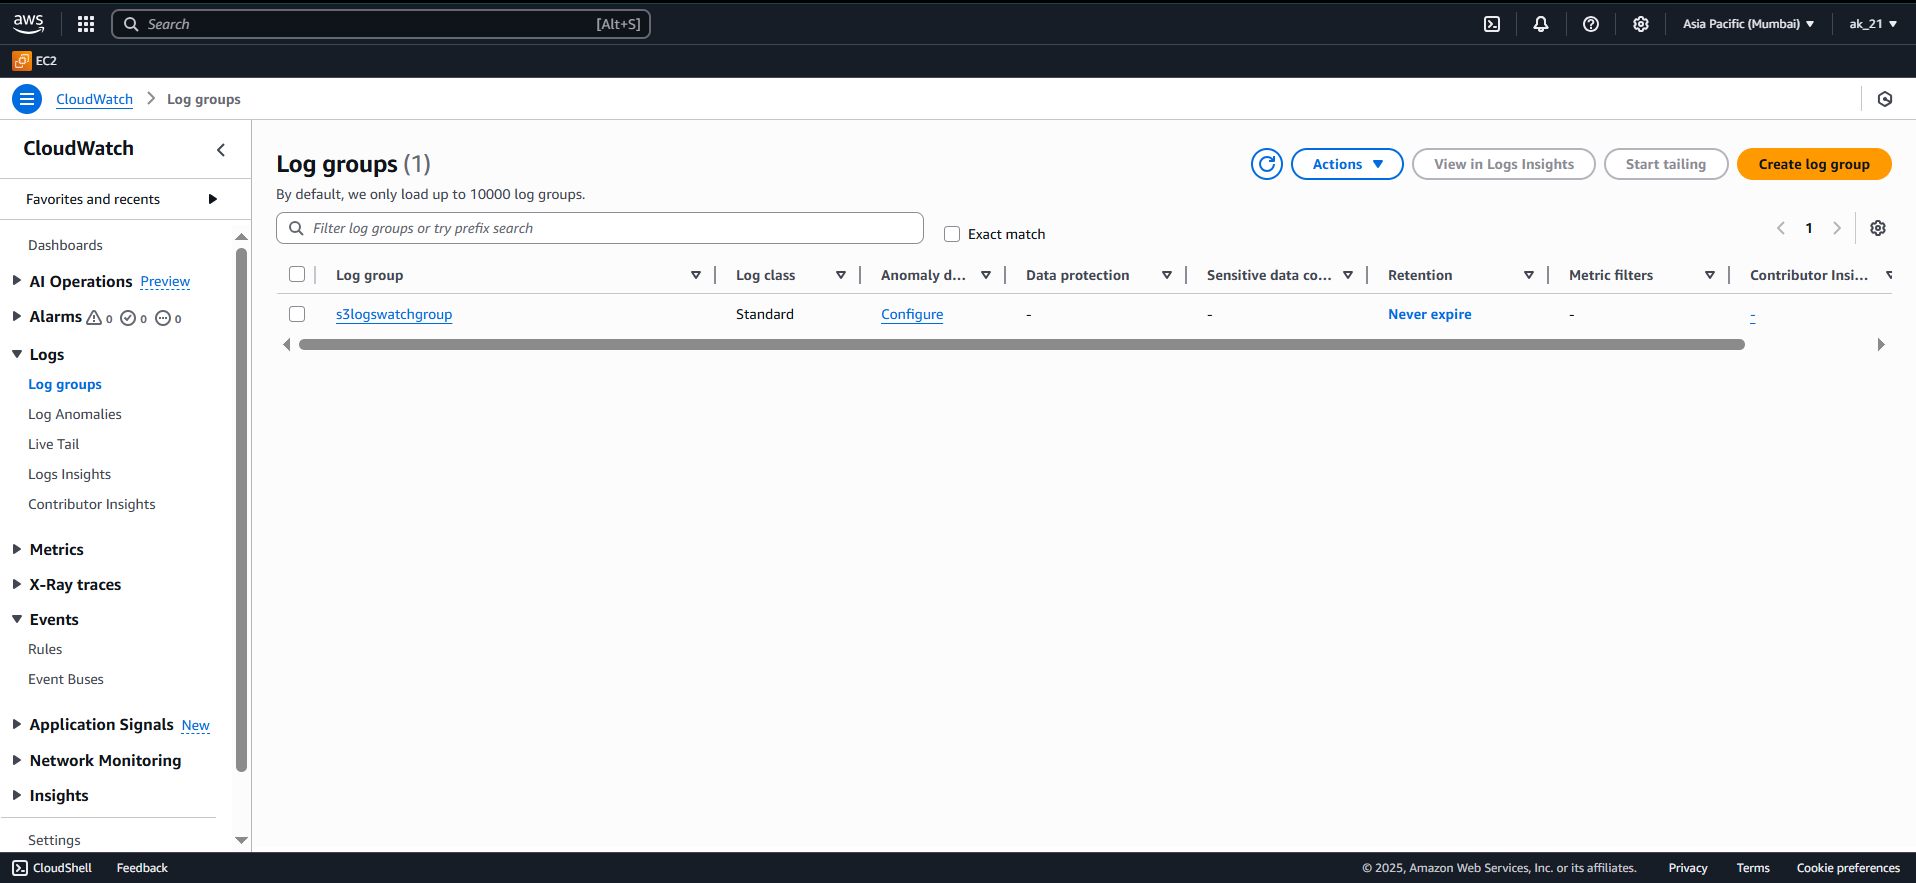 aws
Search [Alt+S]
Asia Pacific (Mumbai)
ak_21
EC2
CloudWatch
Log groups
CloudWatch
Favorites and recents
Dashboards
AI Operations Preview
Alarms 0 0 0
Logs
Log groups
Log Anomalies
Live Tail
Logs Insights
Contributor Insights
Metrics
X-Ray traces
Events
Rules
Event Buses
Application Signals New
Network Monitoring
Insights
Settings
Log groups (1)
By default, we only load up to 10000 log groups.
Actions
View in Logs Insights
Start tailing
Create log group
Filter log groups or try prefix search
Exact match
1
Log group Log class Anomaly d... Data protection Sensitive data co... Retention Metric filters Contributor Insi...
s3logswatchgroup Standard Configure - - Never expire - -
CloudShell Feedback © 2025, Amazon Web Services, Inc. or its affiliates. Privacy Terms Cookie preferences